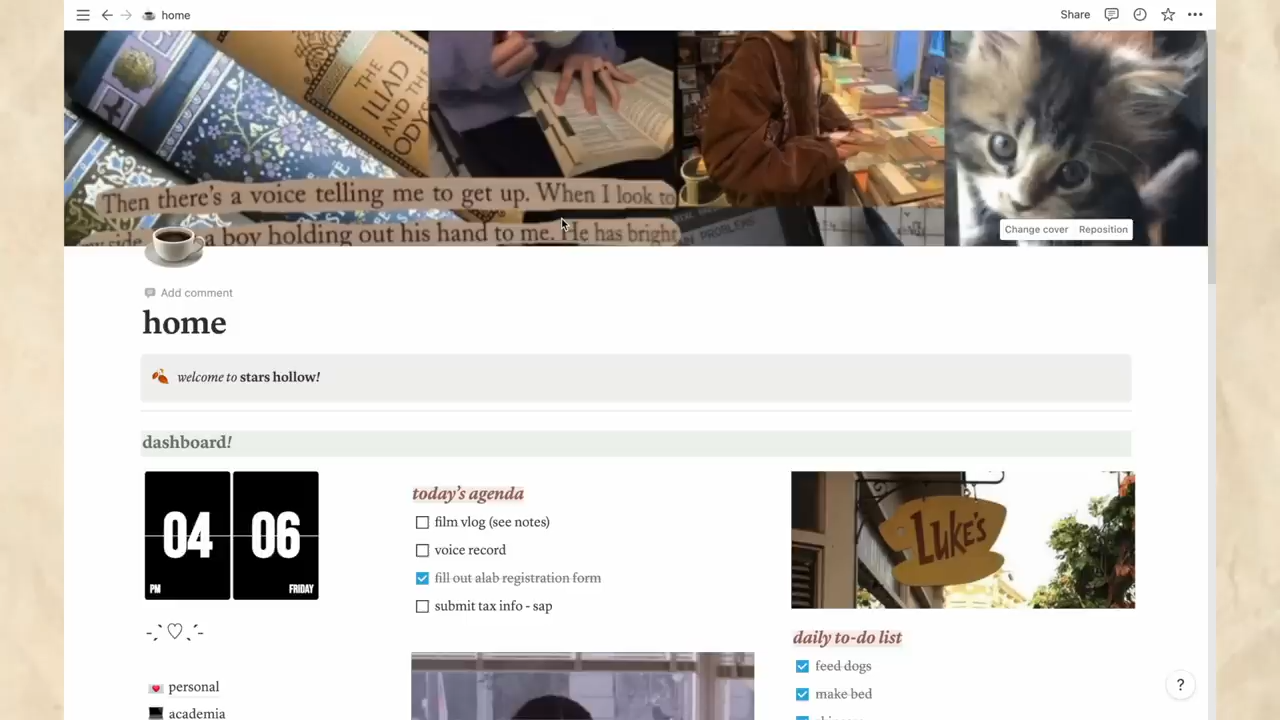 home
Share
THE
ILIAD
AND THE
Then there's a voice telling me to get up. When I look to
a boy holding out his hand to me. He has bright
PROBLEMS
Change cover Reposition
Add comment
home
welcome to stars hollow!
dashboard!
04 06
PM FRIDAY
today's agenda
film vlog (see notes)
voice record
fill out alab registration form
submit tax info - sap
-ˋˏ ♡ ˎˊ-
personal
academia
LUKE'S
daily to-do list
feed dogs
make bed
?